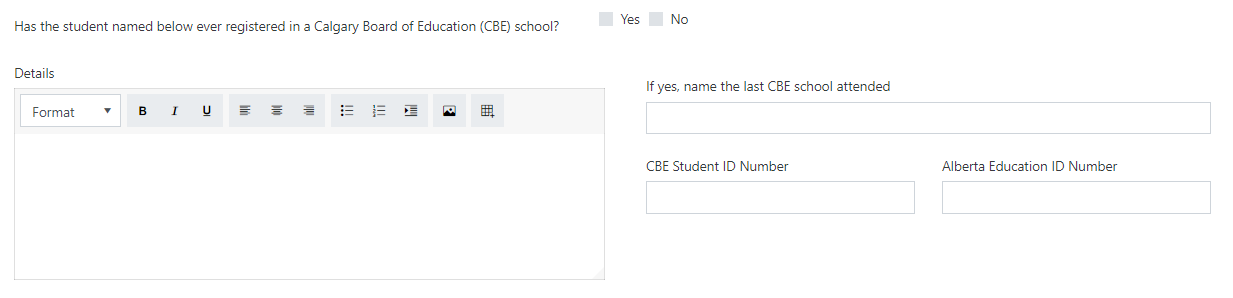 Has the student named below ever registered in a Calgary Board of Education (CBE) school? Yes No
Details
Format B I U
If yes, name the last CBE school attended
CBE Student ID Number Alberta Education ID Number